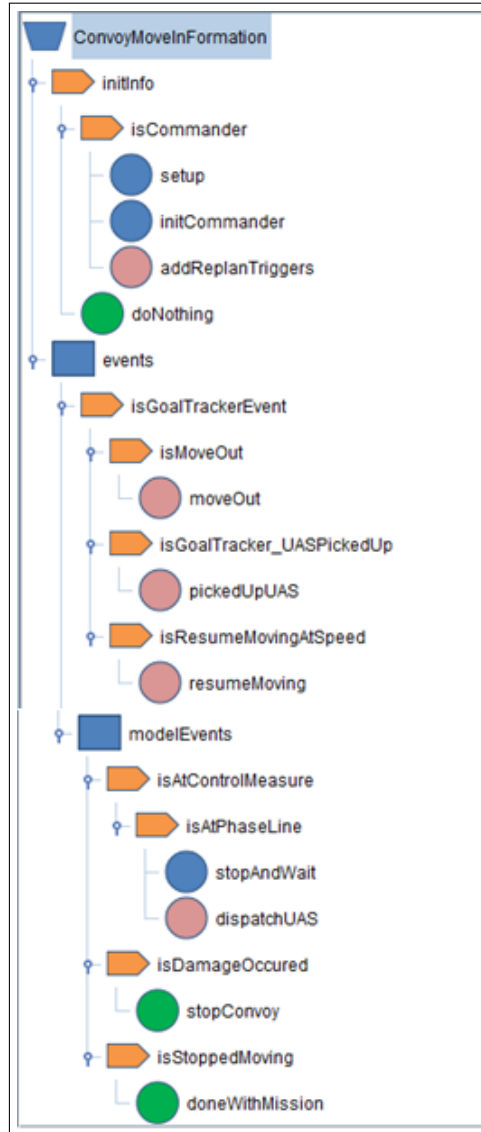 ConvoyMoveInFormation
initInfo
isCommander
setup
initCommander
addReplanTriggers
doNothing
events
isGoalTrackerEvent
isMoveOut
moveOut
isGoalTracker_UASPickedUp
pickedUpUAS
isResumeMovingAtSpeed
resumeMoving
modelEvents
isAtControlMeasure
isAtPhaseLine
stopAndWait
dispatchUAS
isDamageOccured
stopConvoy
isStoppedMoving
doneWithMission